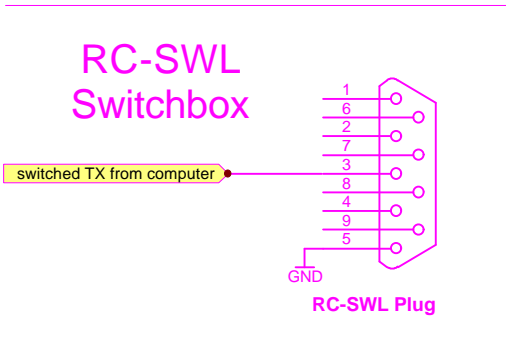 RC-SWL
Switchbox
1
6
2
7
switched TX from computer
3
8
4
9
5
GND
RC-SWL Plug